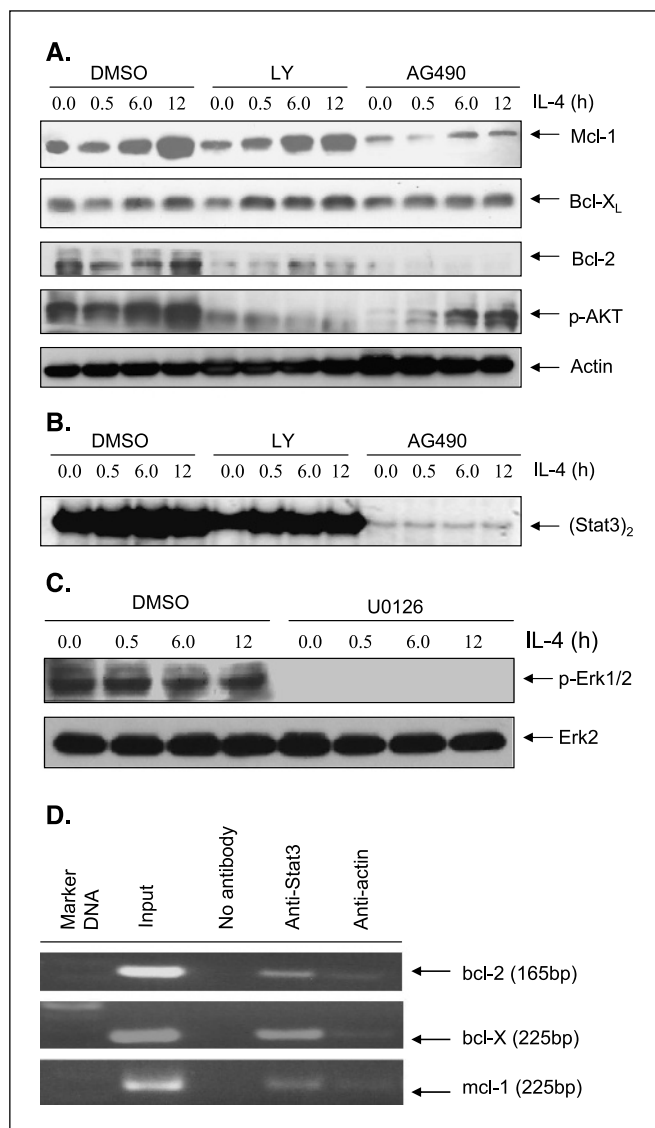 A.
DMSO LY AG490
0.0 0.5 6.0 12 0.0 0.5 6.0 12 0.0 0.5 6.0 12 IL-4 (h)
Mcl-1
Bcl-XL
Bcl-2
p-AKT
Actin
B.
DMSO LY AG490
0.0 0.5 6.0 12 0.0 0.5 6.0 12 0.0 0.5 6.0 12 IL-4 (h)
(Stat3)2
C.
DMSO U0126
0.0 0.5 6.0 12 0.0 0.5 6.0 12 IL-4 (h)
p-Erk1/2
Erk2
D.
Marker DNA Input No antibody Anti-Stat3 Anti-actin
bcl-2 (165bp)
bcl-X (225bp)
mcl-1 (225bp)